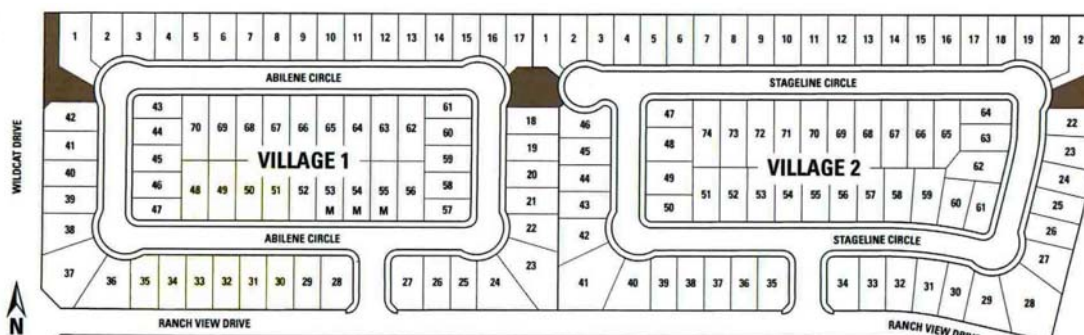 1 2 3 4 5 6 7 8 9 10 11 12 13 14 15 16 17 1 2 3 4 5 6 7 8 9 10 11 12 13 14 15 16 17 18 19 20
ABILENE CIRCLE
STAGELINE CIRCLE
WILDCAT DRIVE
42 43 70 69 68 67 66 65 64 63 62 61 18 46 47 74 73 72 71 70 69 68 67 66 65 64 22
41 44 60 19 45 48 63 23
40 45 VILLAGE 1 59 20 44 49 VILLAGE 2 62 24
39 46 48 49 50 51 52 53 54 55 56 58 21 43 50 51 52 53 54 55 56 57 58 59 60 61 25
M M M
38 47 57 22 42 26
ABILENE CIRCLE
STAGELINE CIRCLE
37 36 35 34 33 32 31 30 29 28 27 26 25 24 23 41 40 39 38 37 36 35 34 33 32 31 30 29 28 27
N
RANCH VIEW DRIVE
RANCH VIEW